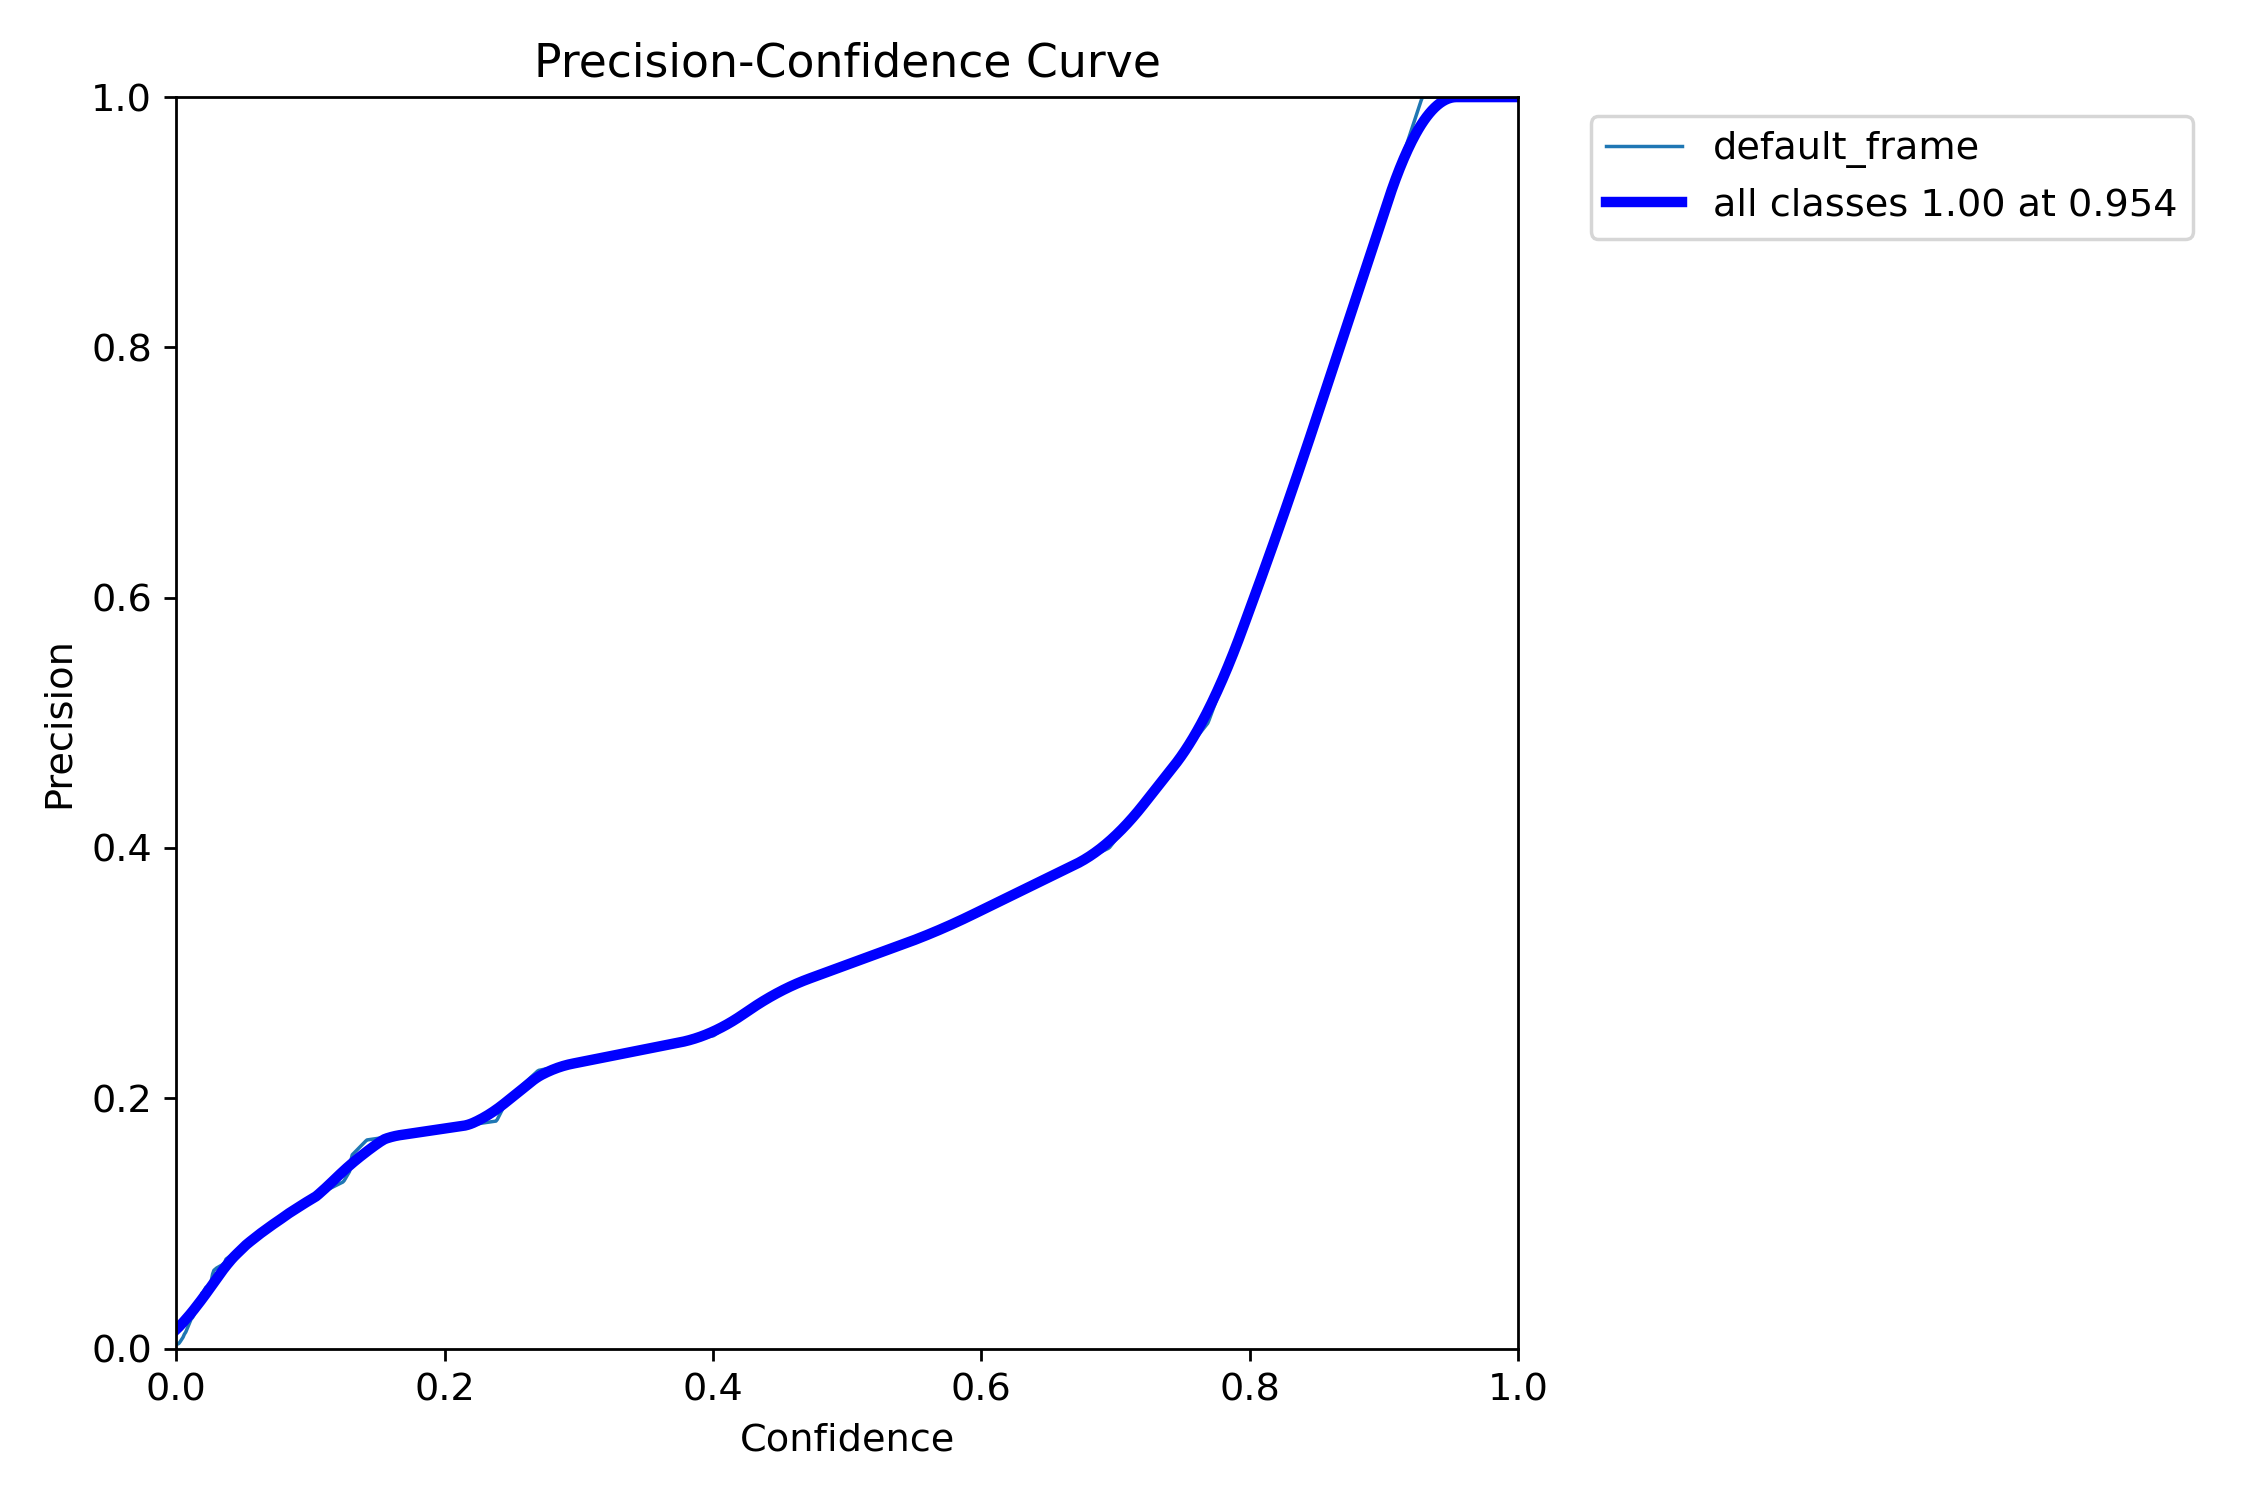 Precision-Confidence Curve
1.0
0.8
0.6
0.4
0.2
0.0
Precision
0.0 0.2 0.4 0.6 0.8 1.0
Confidence
default_frame
all classes 1.00 at 0.954